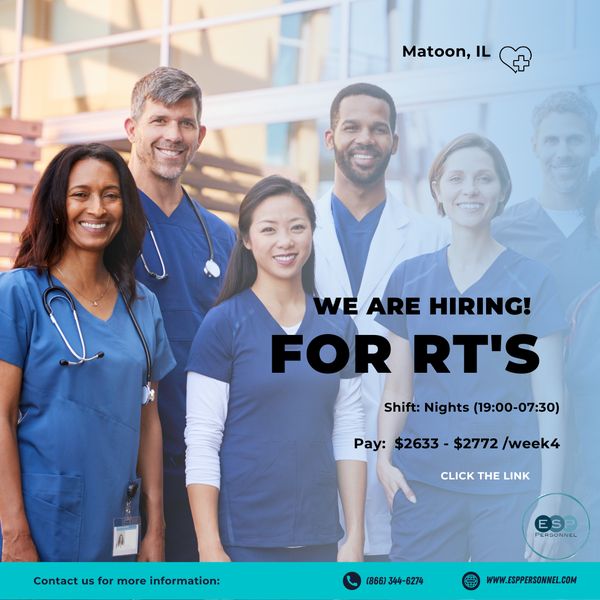 Matoon, IL
WE ARE HIRING!
FOR RT'S
Shift: Nights (19:00-07:30)
Pay:  $2633 - $2772 /week4
CLICK THE LINK
ESP
PERSONNEL
Contact us for more information:
(866) 344-6274
WWW.ESPPERSONNEL.COM